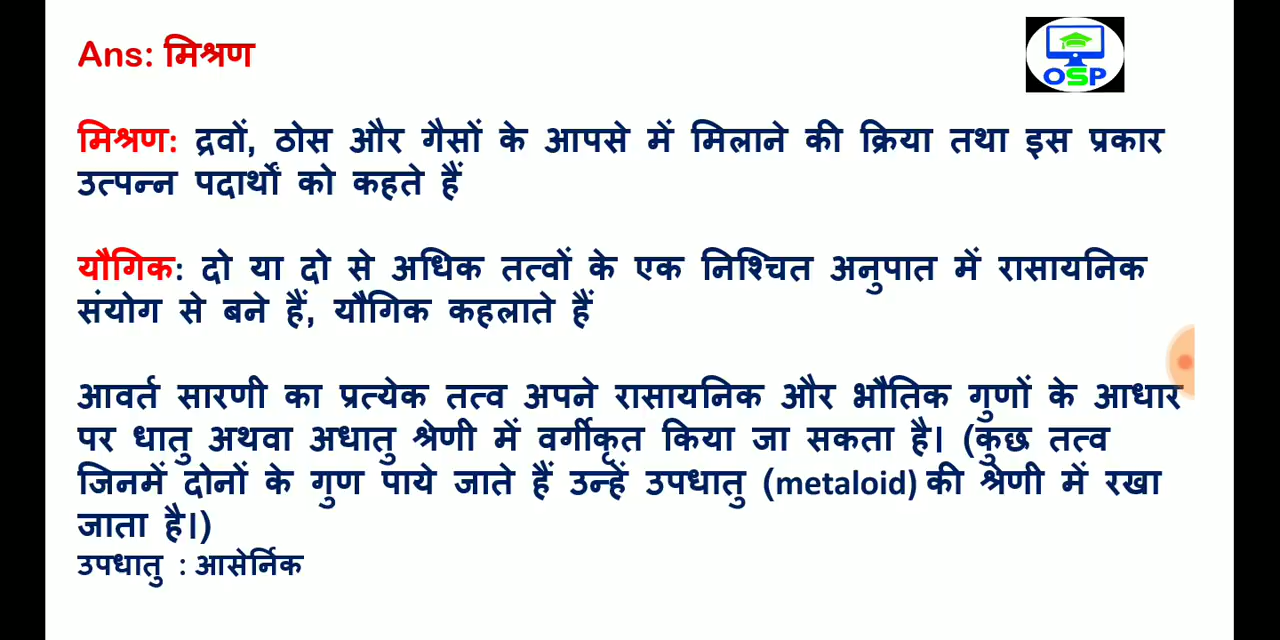 Ans: मिश्रण
OSP
मिश्रण: द्रवों, ठोस और गैसों के आपसे में मिलाने की क्रिया तथा इस प्रकार
उत्पन्न पदार्थों को कहते हैं
यौगिक: दो या दो से अधिक तत्वों के एक निश्चित अनुपात में रासायनिक
संयोग से बने हैं, यौगिक कहलाते हैं
आवर्त सारणी का प्रत्येक तत्व अपने रासायनिक और भौतिक गुणों के आधार
पर धातु अथवा अधातु श्रेणी में वर्गीकृत किया जा सकता है। (कुछ तत्व
जिनमें दोनों के गुण पाये जाते हैं उन्हें उपधातु (metaloid) की श्रेणी में रखा
जाता है।)
उपधातु : आसेर्निक